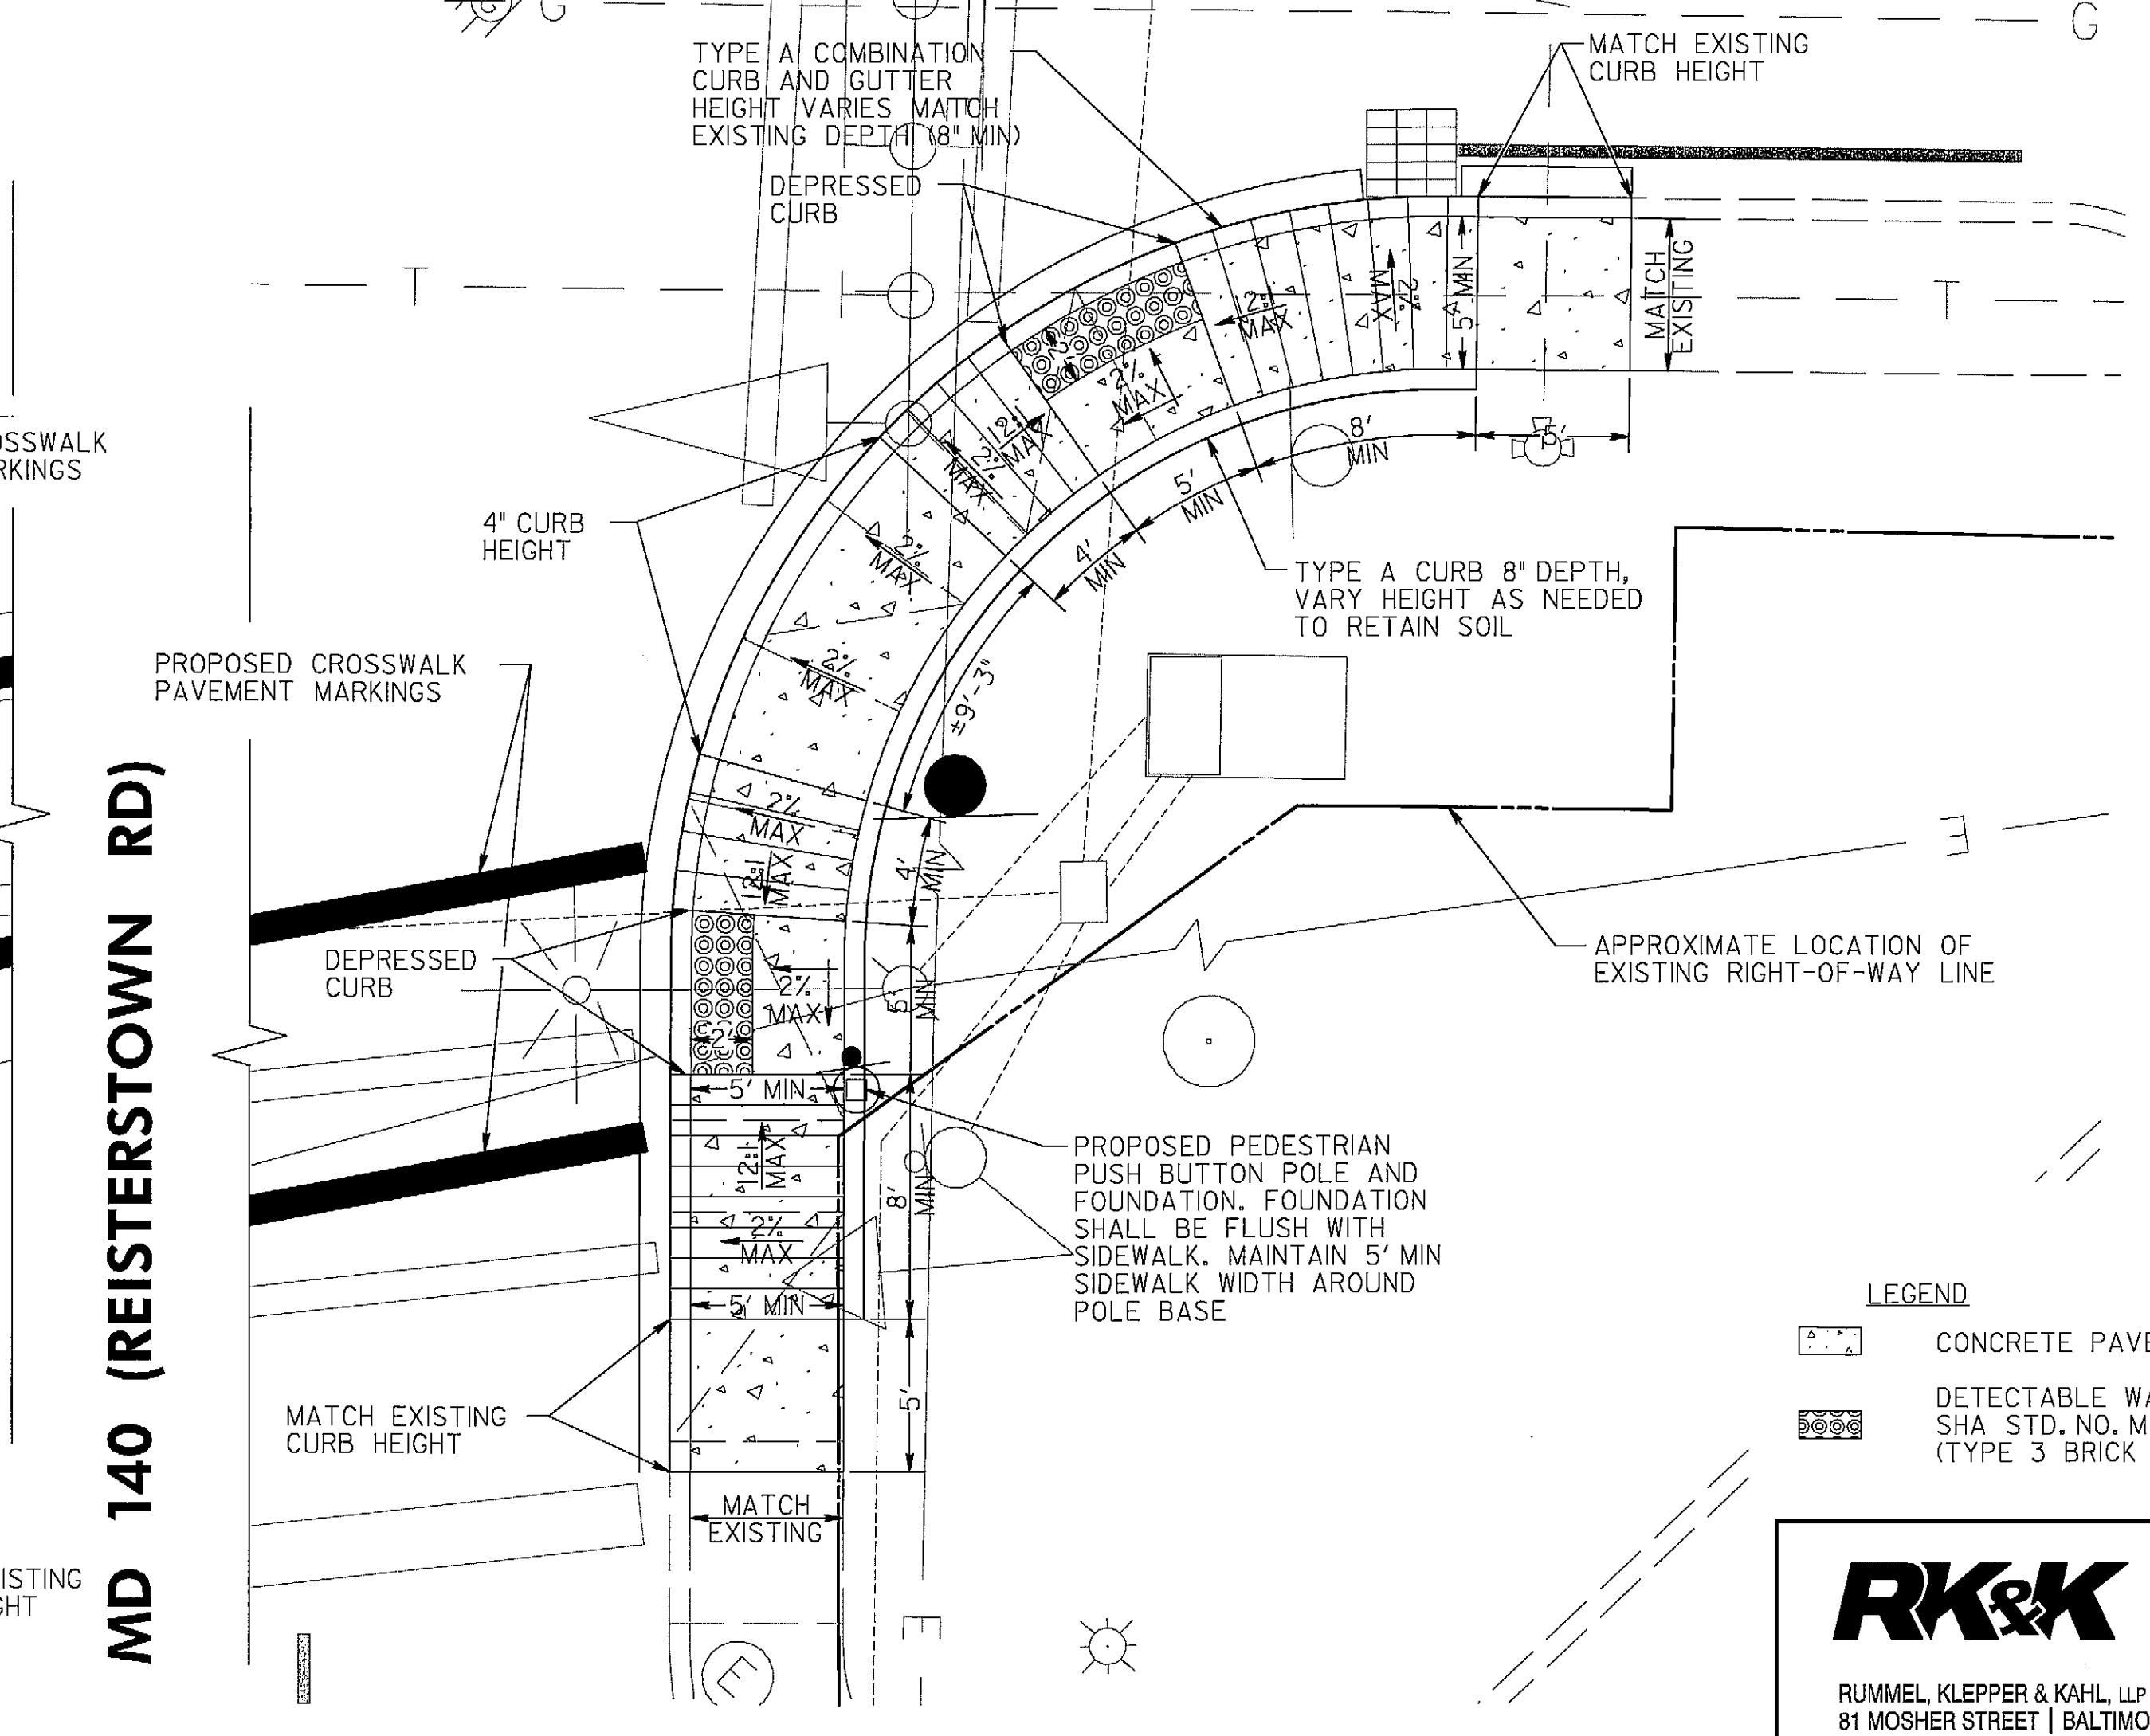 G
G
G
TYPE A COMBINATION
CURB AND GUTTER
HEIGHT VARIES MATCH
EXISTING DEPTH (8" MIN)
MATCH EXISTING
CURB HEIGHT
DEPRESSED
CURB
T
T
T
MATCH
EXISTING
5' MIN
2%
MAX
12:1
MAX
2'
2%
MAX
12:1
MAX
2%
MAX
8'
MIN
5'
5'
MIN
4'
MIN
OSSWALK
RKINGS
4" CURB
HEIGHT
2%
MAX
TYPE A CURB 8" DEPTH,
VARY HEIGHT AS NEEDED
TO RETAIN SOIL
PROPOSED CROSSWALK
PAVEMENT MARKINGS
2%
MAX
±9'-3"
2%
MAX
12:1
MAX
4'
MIN
E
DEPRESSED
CURB
2%
MAX
5'
MIN
2'
APPROXIMATE LOCATION OF
EXISTING RIGHT-OF-WAY LINE
5' MIN
12:1
MAX
8'
MIN
PROPOSED PEDESTRIAN
PUSH BUTTON POLE AND
FOUNDATION. FOUNDATION
SHALL BE FLUSH WITH
SIDEWALK. MAINTAIN 5' MIN
SIDEWALK WIDTH AROUND
POLE BASE
2%
MAX
5' MIN
MD 140 (REISTERSTOWN RD)
MATCH EXISTING
CURB HEIGHT
5'
MATCH
EXISTING
ISTING
GHT
E
E
LEGEND
CONCRETE PAVE
DETECTABLE WA
SHA STD. NO. M
(TYPE 3 BRICK
RK&K
RUMMEL, KLEPPER & KAHL, LLP
81 MOSHER STREET | BALTIMO